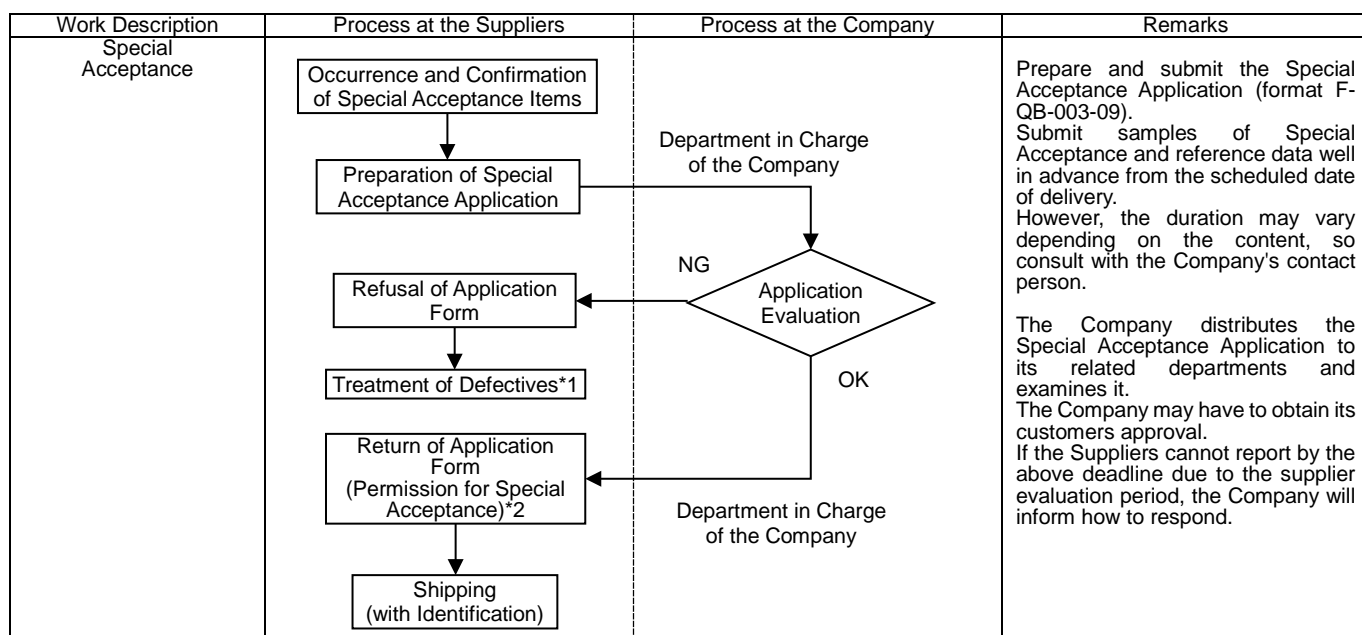 Work Description
Process at the Suppliers
Process at the Company
Remarks
Special
Acceptance
Occurrence and Confirmation
of Special Acceptance Items
Department in Charge
of the Company
Preparation of Special
Acceptance Application
NG
Refusal of Application
Form
Application
Evaluation
Treatment of Defectives*1
OK
Return of Application
Form
(Permission for Special
Acceptance)*2
Department in Charge
of the Company
Shipping
(with Identification)
Prepare and submit the Special
Acceptance Application (format F-
QB-003-09).
Submit samples of Special
Acceptance and reference data well
in advance from the scheduled date
of delivery.
However, the duration may vary
depending on the content, so
consult with the Company's contact
person.
The Company distributes the
Special Acceptance Application to
its related departments and
examines it.
The Company may have to obtain its
customers approval.
If the Suppliers cannot report by the
above deadline due to the supplier
evaluation period, the Company will
inform how to respond.